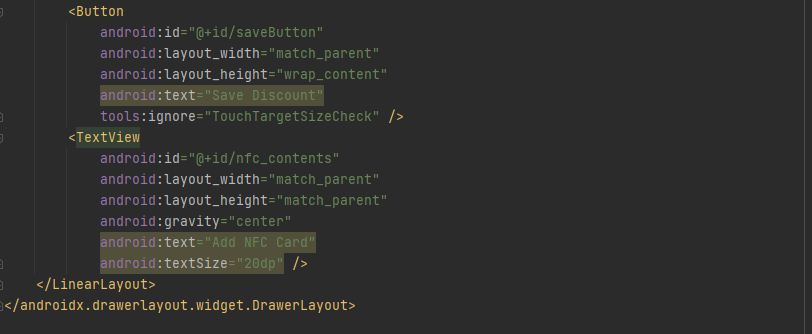 <Button
android:id="@+id/saveButton"
android:layout_width="match_parent"
android:layout_height="wrap_content"
android:text="Save Discount"
tools:ignore="TouchTargetSizeCheck" />
<TextView
android:id="@+id/nfc_contents"
android:layout_width="match_parent"
android:layout_height="match_parent"
android:gravity="center"
android:text="Add NFC Card"
android:textSize="20dp" />
</LinearLayout>
</androidx.drawerlayout.widget.DrawerLayout>